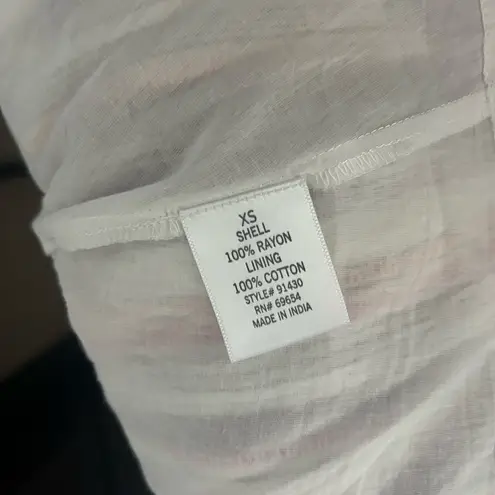 XS
SHELL
100% RAYON
LINING
100% COTTON
STYLE# 91430
RN# 69654
MADE IN INDIA